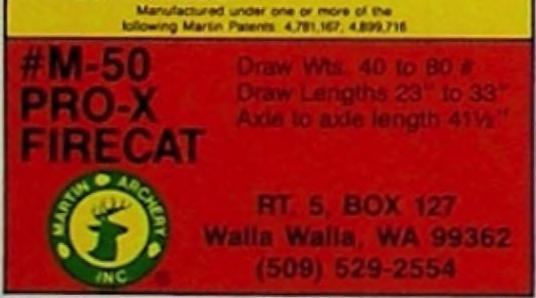 Manufactured under one or more of the
following Martin Patents: 4,781,167, 4,899,716
#M-50
PRO-X
FIRECAT
Draw Wts. 40 to 80 #
Draw Lengths 23" to 33"
Axle to axle length 41½"
MARTIN ARCHERY
INC
®
RT. 5, BOX 127
Walla Walla, WA 99362
(509) 529-2554